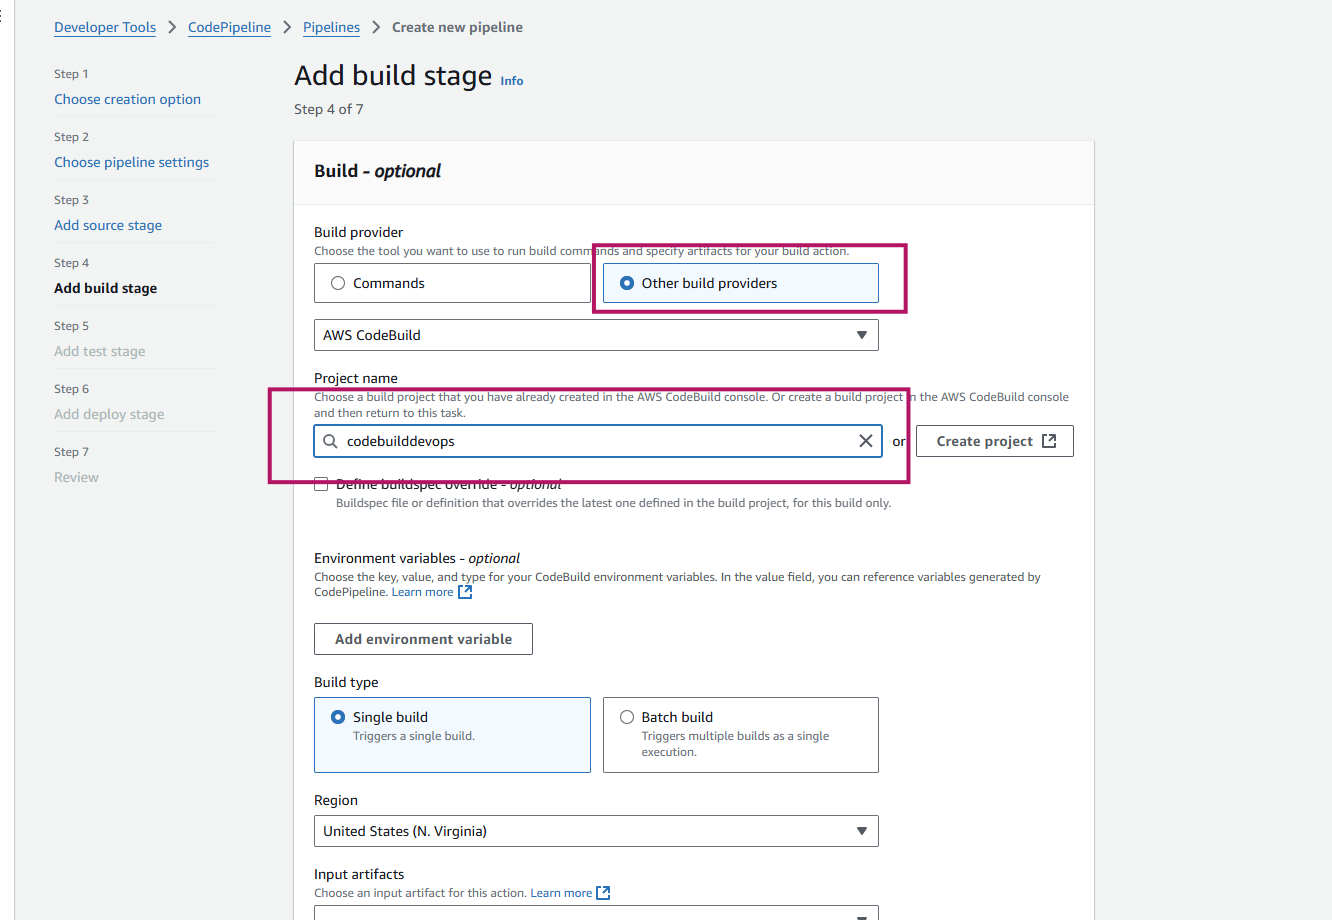 Developer Tools > CodePipeline > Pipelines > Create new pipeline
Step 1
Choose creation option
Step 2
Choose pipeline settings
Step 3
Add source stage
Step 4
Add build stage
Step 5
Add test stage
Step 6
Add deploy stage
Step 7
Review
Add build stage Info
Step 4 of 7
Build - optional
Build provider
Choose the tool you want to use to run build commands and specify artifacts for your build action.
Commands
Other build providers
AWS CodeBuild
Project name
Choose a build project that you have already created in the AWS CodeBuild console. Or create a build project in the AWS CodeBuild console
and then return to this task.
codebuilddevops
or
Create project
Define buildspec override - optional
Buildspec file or definition that overrides the latest one defined in the build project, for this build only.
Environment variables - optional
Choose the key, value, and type for your CodeBuild environment variables. In the value field, you can reference variables generated by
CodePipeline. Learn more
Add environment variable
Build type
Single build
Triggers a single build.
Batch build
Triggers multiple builds as a single
execution.
Region
United States (N. Virginia)
Input artifacts
Choose an input artifact for this action. Learn more